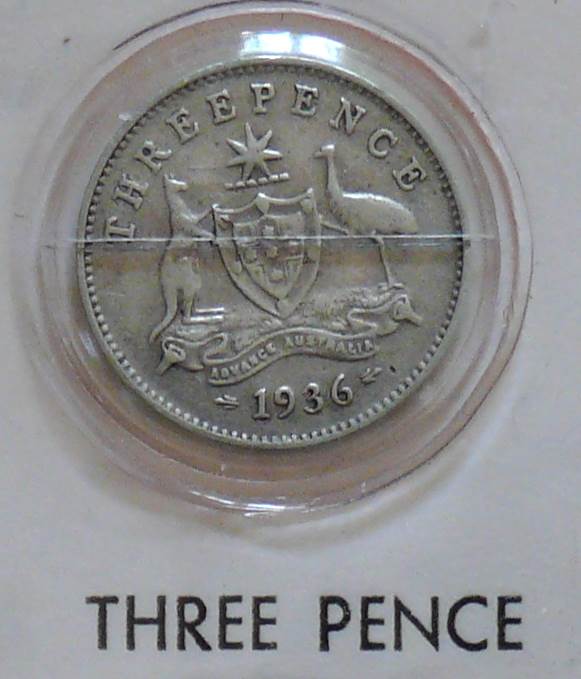 THREEPENCE
ADVANCE AUSTRALIA
1936
THREE PENCE